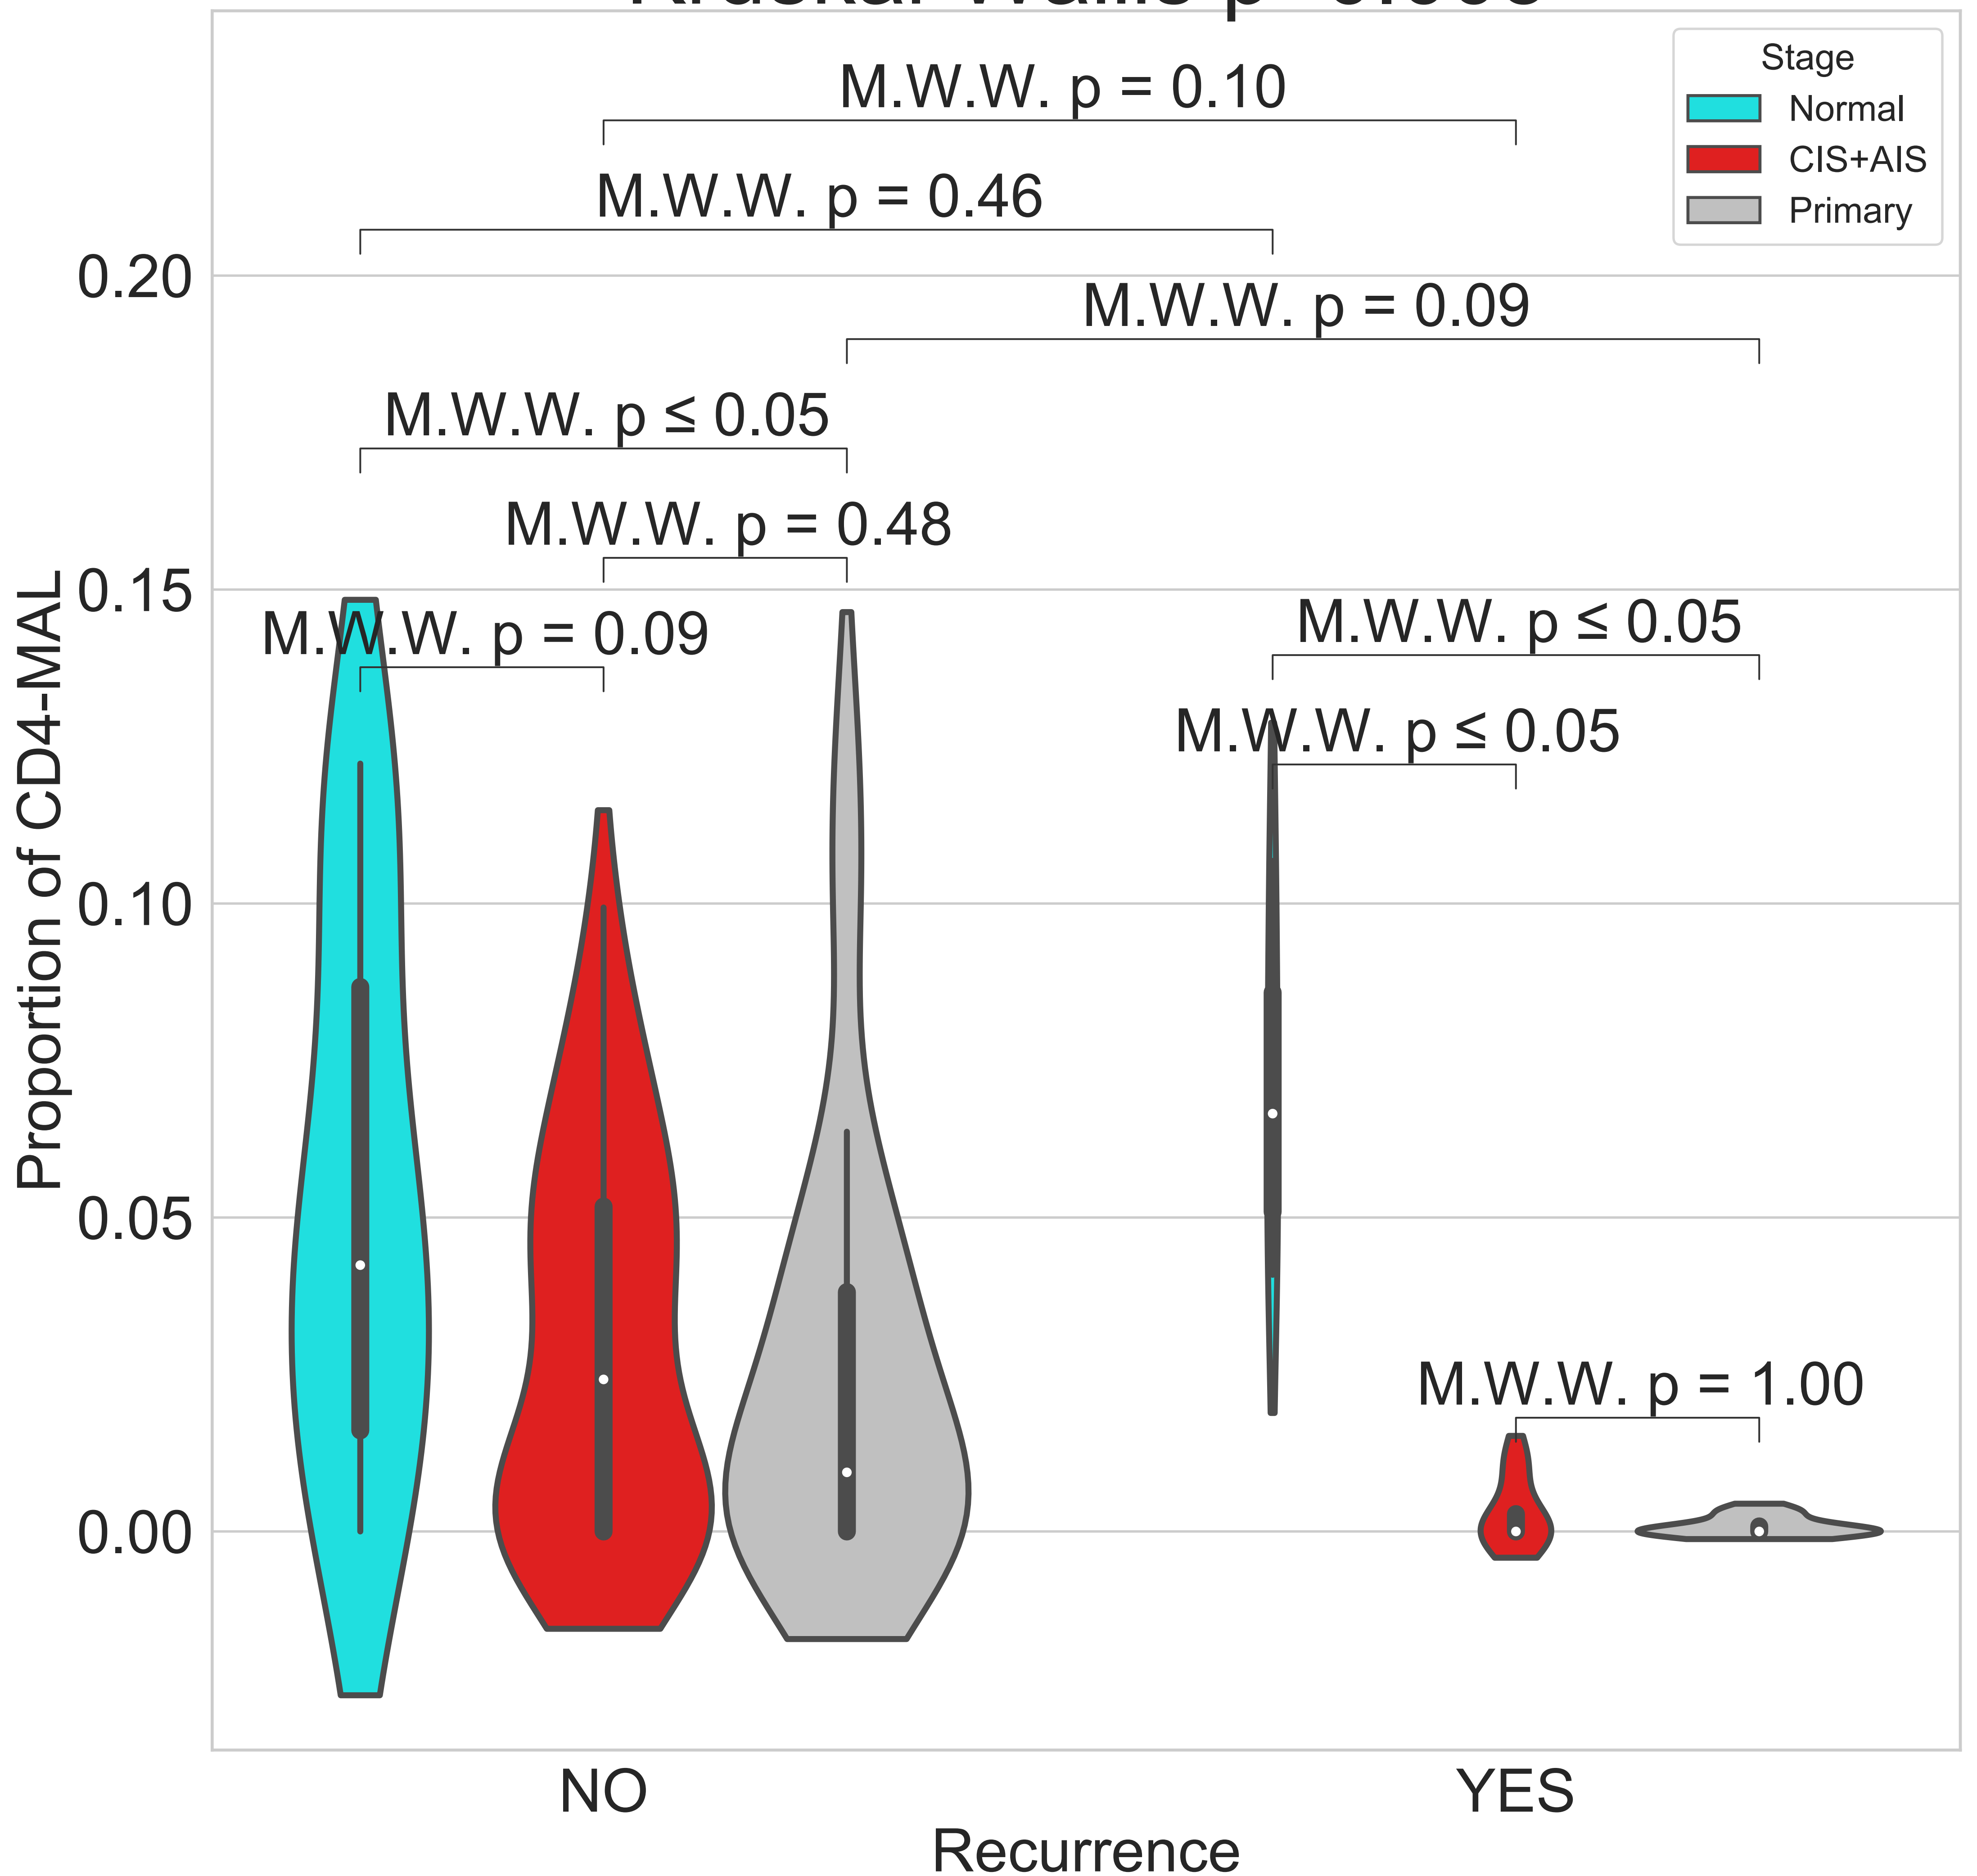 Stage
Normal
CIS+AIS
Primary
M.W.W. p = 0.10
M.W.W. p = 0.46
M.W.W. p = 0.09
M.W.W. p ≤ 0.05
M.W.W. p = 0.48
M.W.W. p = 0.09
M.W.W. p ≤ 0.05
M.W.W. p ≤ 0.05
M.W.W. p = 1.00
0.20
0.15
0.10
0.05
0.00
Proportion of CD4-MAL
NO
YES
Recurrence